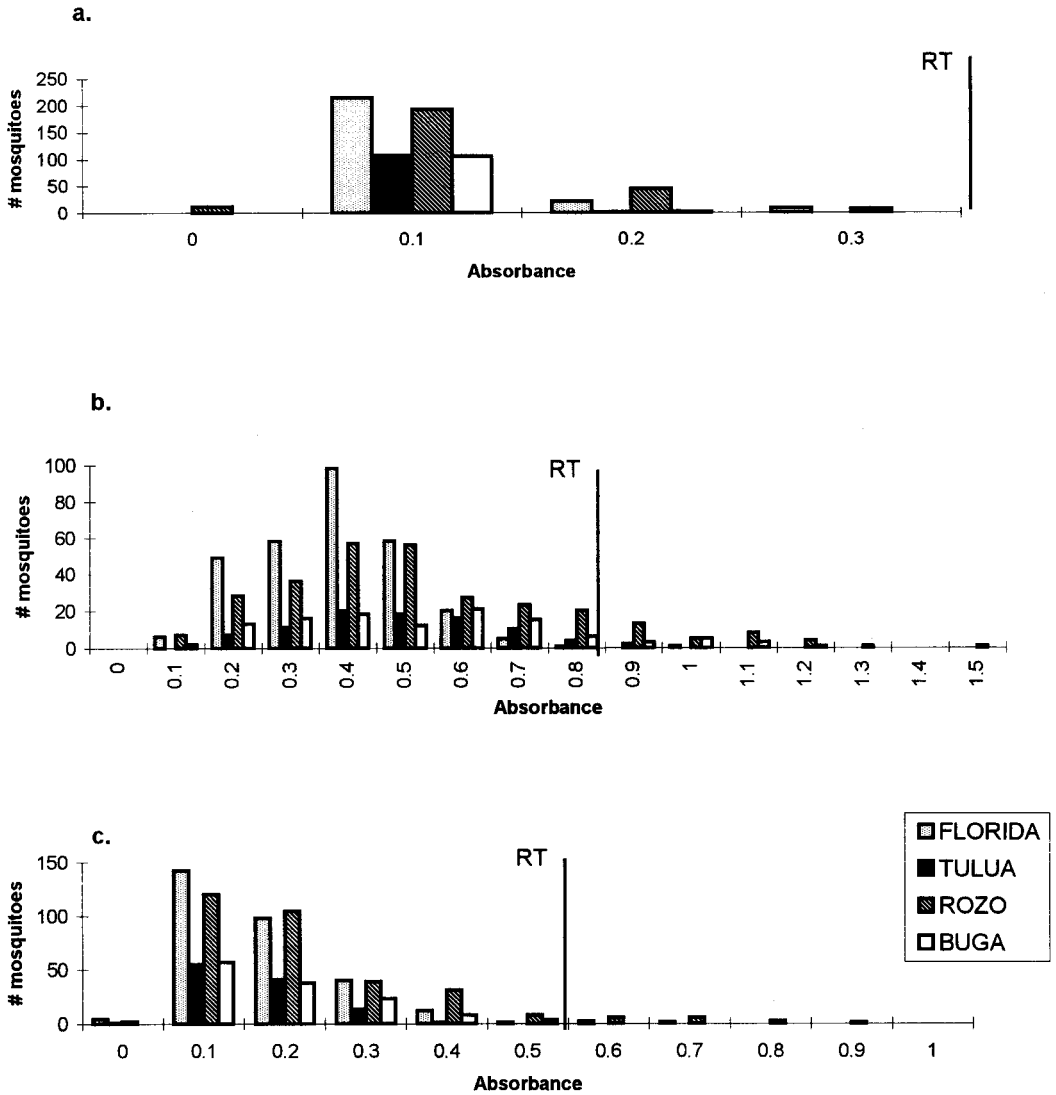 a.
RT
250
200
150
100
50
0
# mosquitoes
0 0.1 0.2 0.3
Absorbance
b.
RT
100
80
60
40
20
0
# mosquitoes
0 0.1 0.2 0.3 0.4 0.5 0.6 0.7 0.8 0.9 1 1.1 1.2 1.3 1.4 1.5
Absorbance
c.
RT
150
100
50
0
# mosquitoes
0 0.1 0.2 0.3 0.4 0.5 0.6 0.7 0.8 0.9 1
Absorbance
FLORIDA
TULUA
ROZO
BUGA